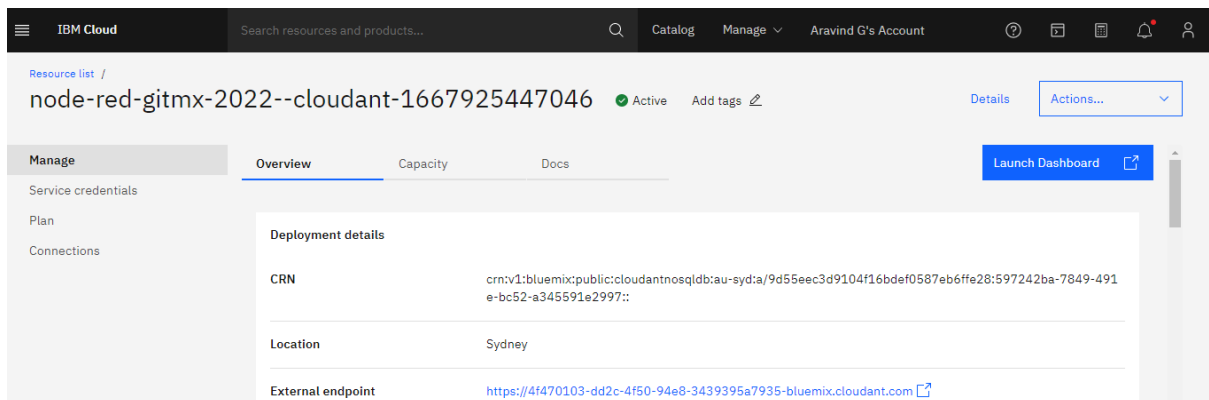 IBM Cloud
Search resources and products...
Catalog
Manage
Aravind G's Account
Resource list /
node-red-gitmx-2022--cloudant-1667925447046
Active
Add tags
Details
Actions...
Manage
Service credentials
Plan
Connections
Overview
Capacity
Docs
Launch Dashboard
Deployment details
CRN
crn:v1:bluemix:public:cloudantnosqldb:au-syd:a/9d55eec3d9104f16bdef0587eb6ffe28:597242ba-7849-491
e-bc52-a345591e2997::
Location
Sydney
External endpoint
https://4f470103-dd2c-4f50-94e8-3439395a7935-bluemix.cloudant.com